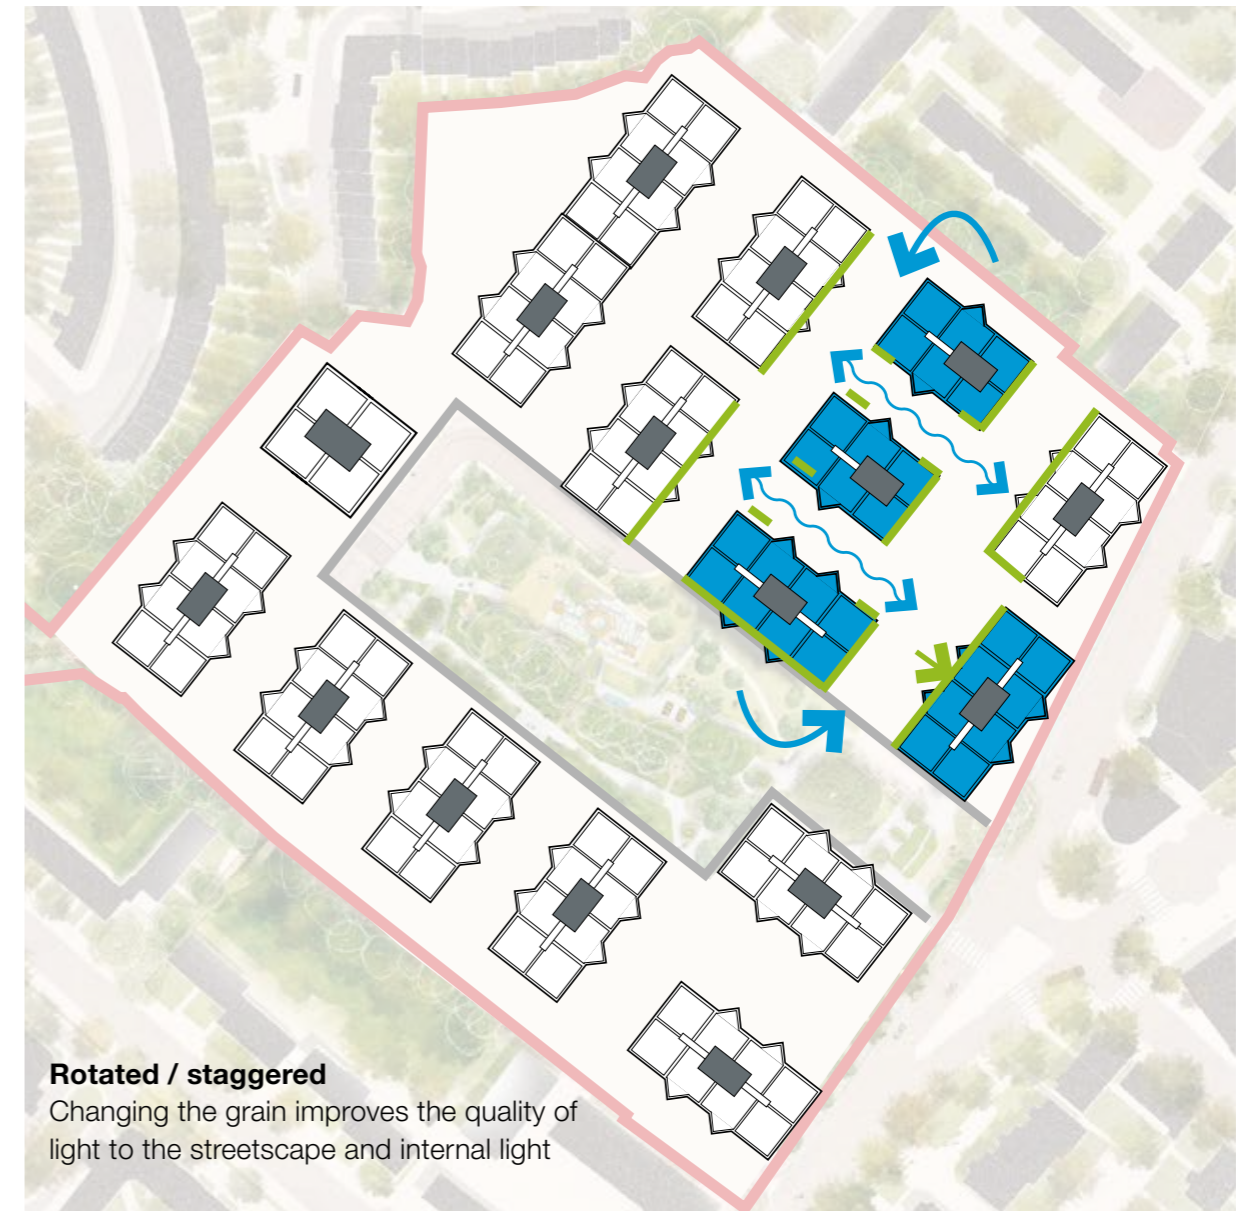 Rotated / staggered
Changing the grain improves the quality of
light to the streetscape and internal light